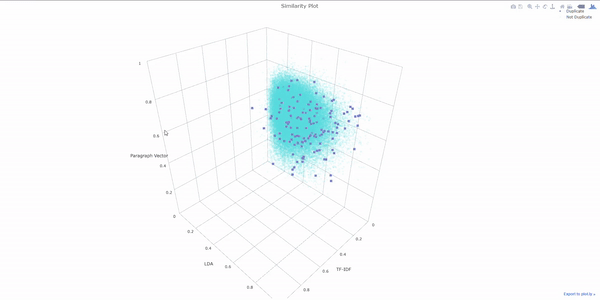 Similarity Plot
Duplicate
Not Duplicate
1
0.8
0.6
Paragraph Vector
0.4
0.2
0
0
0.2
0.2
0.4
0.4
LDA
0.6
TF-IDF
0.6
0.8
0.8
Export to plot.ly »